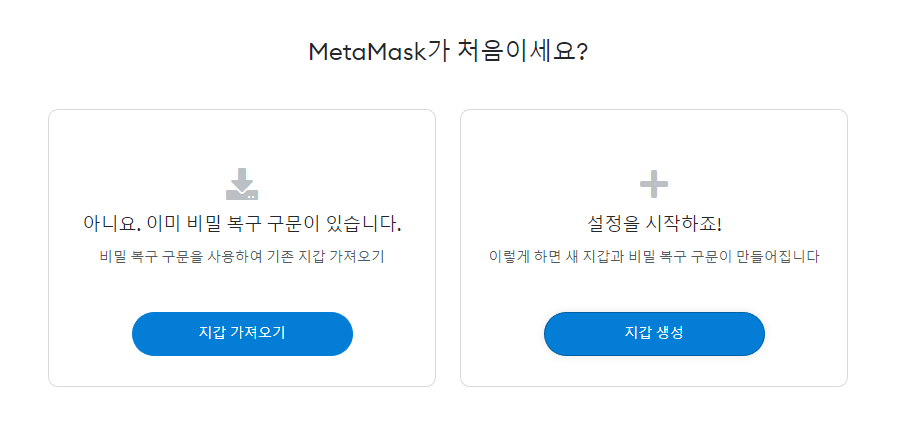 MetaMask가 처음이세요?
아니요. 이미 비밀 복구 구문이 있습니다.
비밀 복구 구문을 사용하여 기존 지갑 가져오기
지갑 가져오기
설정을 시작하죠!
이렇게 하면 새 지갑과 비밀 복구 구문이 만들어집니다
지갑 생성